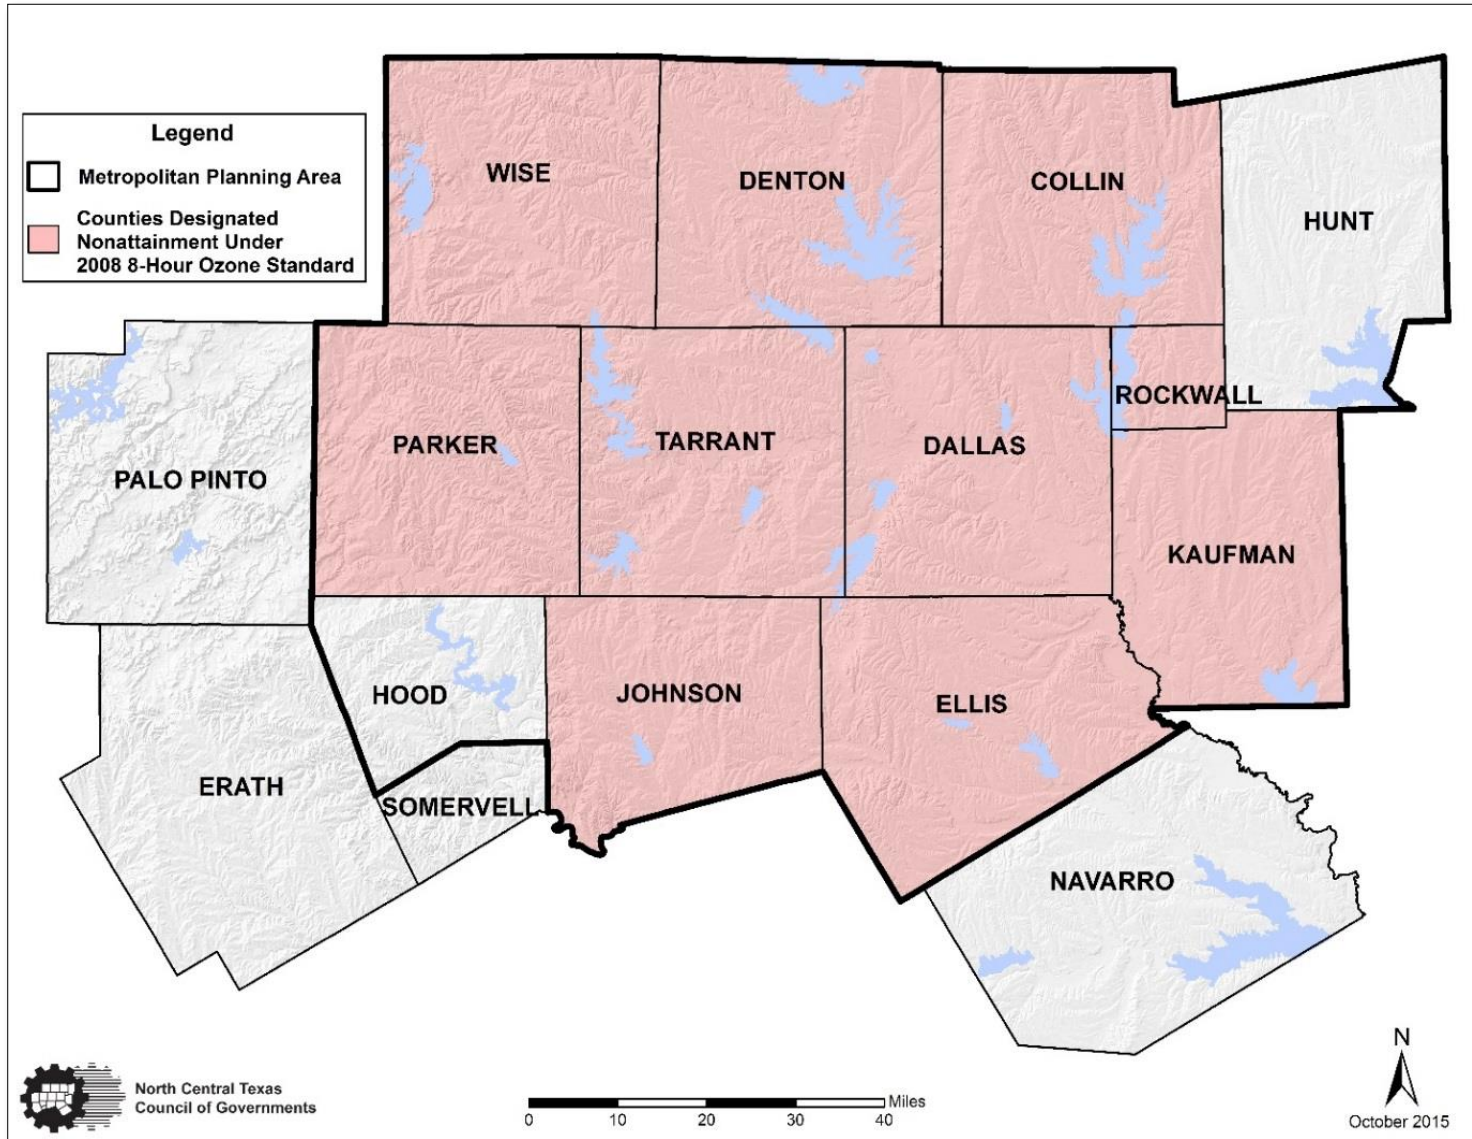 Legend
Metropolitan Planning Area
Counties Designated
Nonattainment Under
2008 8-Hour Ozone Standard
WISE
DENTON
COLLIN
HUNT
ROCKWALL
PARKER
TARRANT
DALLAS
PALO PINTO
KAUFMAN
HOOD
JOHNSON
ELLIS
ERATH
SOMERVELL
NAVARRO
North Central Texas
Council of Governments
Miles
0 10 20 30 40
N
October 2015